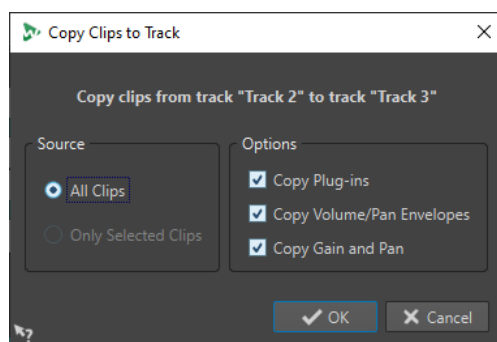 Copy Clips to Track
Copy clips from track "Track 2" to track "Track 3"
Source
All Clips
Only Selected Clips
Options
Copy Plug-ins
Copy Volume/Pan Envelopes
Copy Gain and Pan
?
OK
Cancel